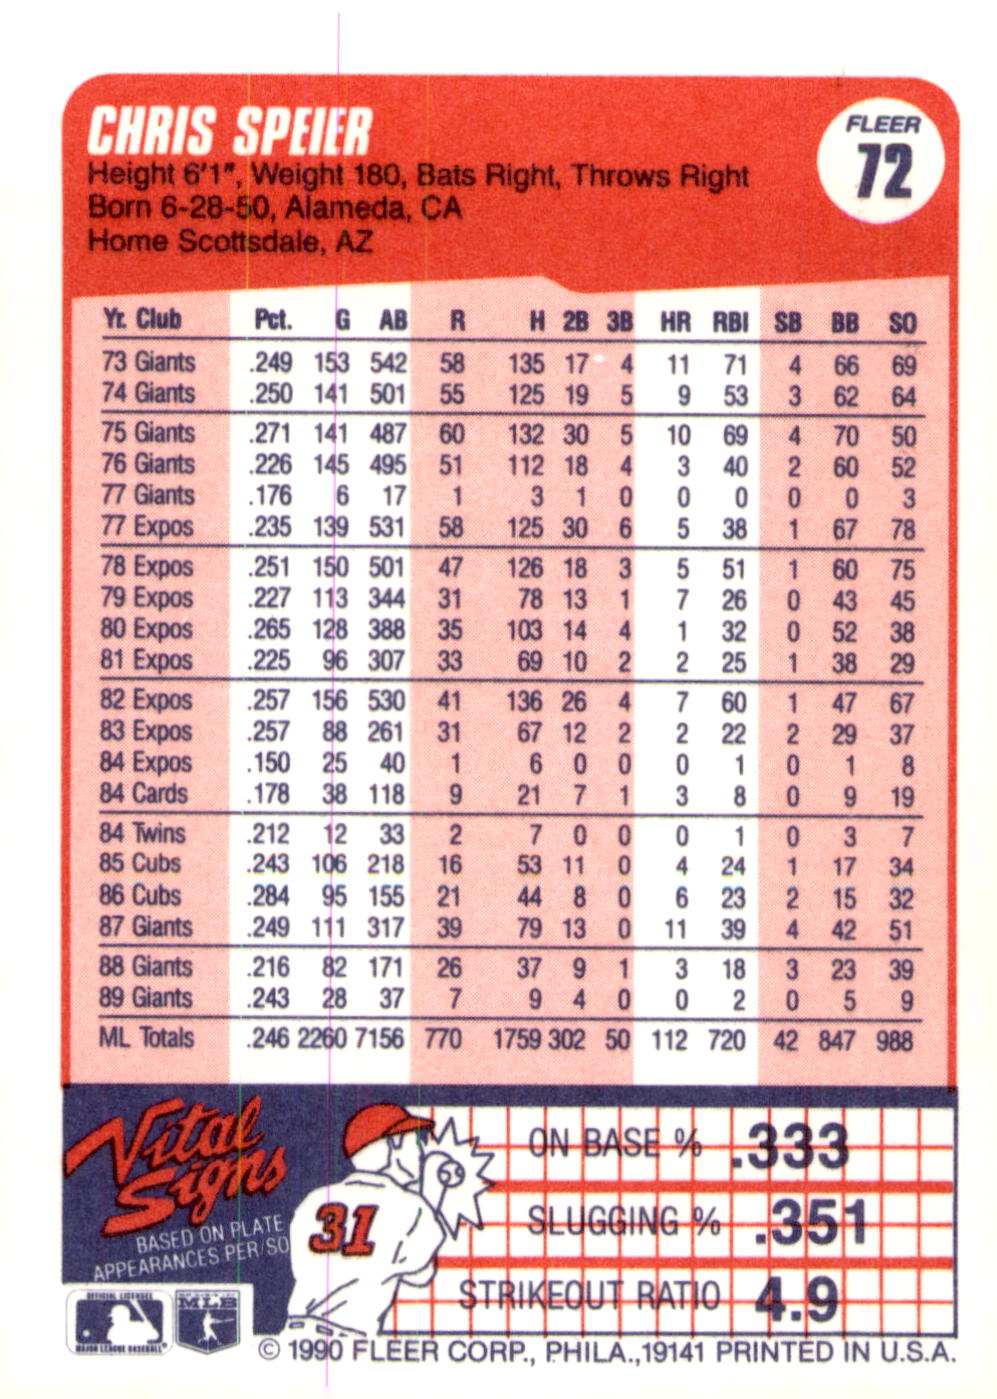 CHRIS SPEIER
FLEER
72
Height 6'1", Weight 180, Bats Right, Throws Right
Born 6-28-50, Alameda, CA
Home Scottsdale, AZ
Yr. Club Pct. G AB R H 2B 3B HR RBI SB BB SO
73 Giants .249 153 542 58 135 17 4 11 71 4 66 69
74 Giants .250 141 501 55 125 19 5 9 53 3 62 64
75 Giants .271 141 487 60 132 30 5 10 69 4 70 50
76 Giants .226 145 495 51 112 18 4 3 40 2 60 52
77 Giants .176 6 17 1 3 1 0 0 0 0 0 3
77 Expos .235 139 531 58 125 30 6 5 38 1 67 78
78 Expos .251 150 501 47 126 18 3 5 51 1 60 75
79 Expos .227 113 344 31 78 13 1 7 26 0 43 45
80 Expos .265 128 388 35 103 14 4 1 32 0 52 38
81 Expos .225 96 307 33 69 10 2 2 25 1 38 29
82 Expos .257 156 530 41 136 26 4 7 60 1 47 67
83 Expos .257 88 261 31 67 12 2 2 22 2 29 37
84 Expos .150 25 40 1 6 0 0 0 1 0 1 8
84 Cards .178 38 118 9 21 7 1 3 8 0 9 19
84 Twins .212 12 33 2 7 0 0 0 1 0 3 7
85 Cubs .243 106 218 16 53 11 0 4 24 1 17 34
86 Cubs .284 95 155 21 44 8 0 6 23 2 15 32
87 Giants .249 111 317 39 79 13 0 11 39 4 42 51
88 Giants .216 82 171 26 37 9 1 3 18 3 23 39
89 Giants .243 28 37 7 9 4 0 0 2 0 5 9
ML Totals .246 2260 7156 770 1759 302 50 112 720 42 847 988
Vital
Signs
BASED ON PLATE
APPEARANCES PER/SO
31
ON BASE % .333
SLUGGING % .351
STRIKEOUT RATIO 4.9
OFFICIAL LICENSEE
MAJOR LEAGUE BASEBALL
MLB
© 1990 FLEER CORP., PHILA.,19141 PRINTED IN U.S.A.